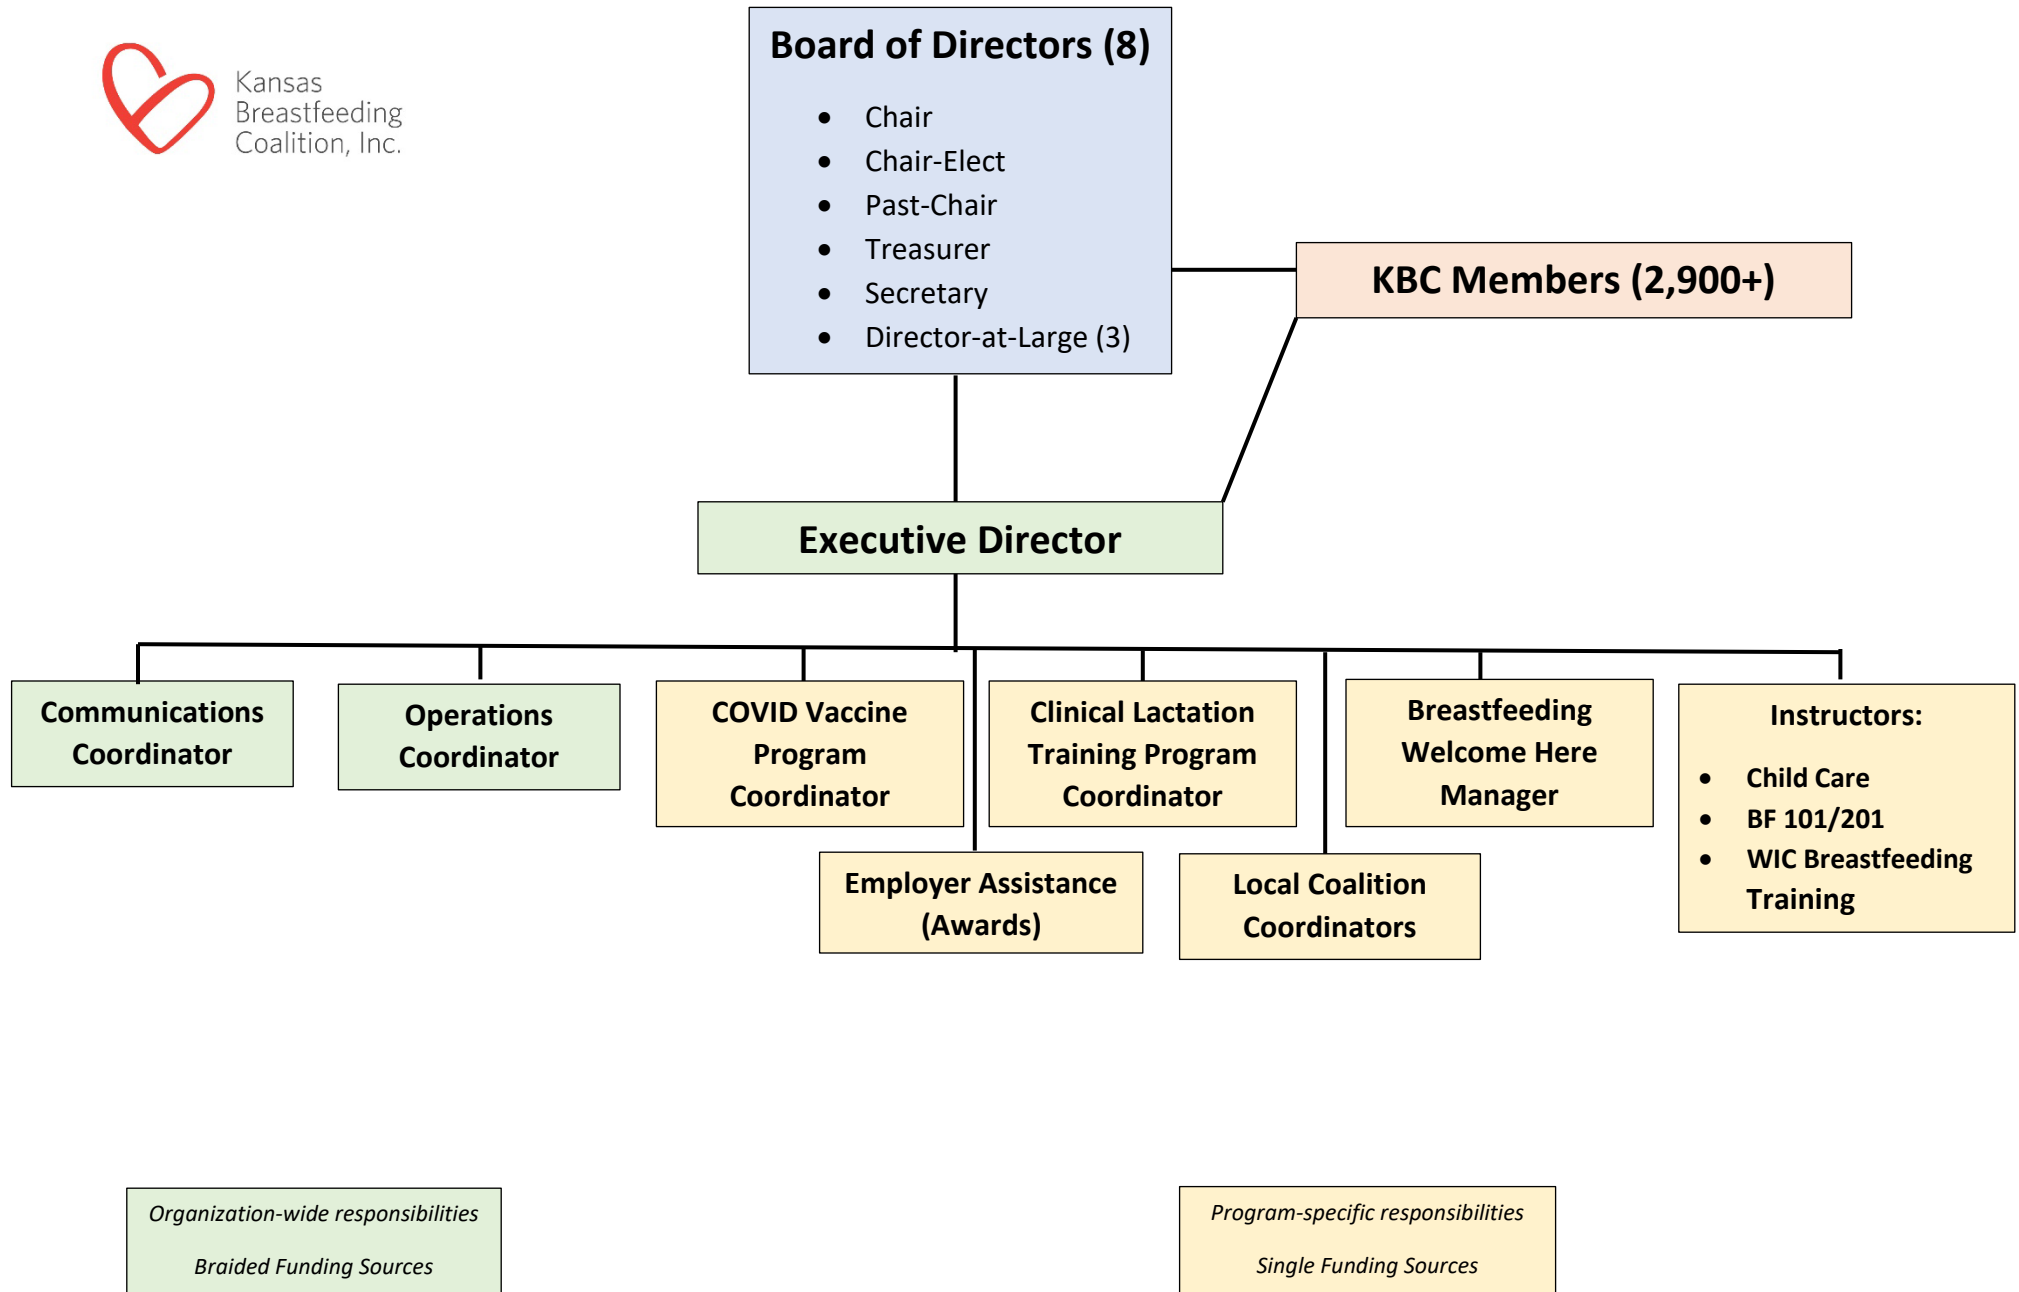 Kansas
Breastfeeding
Coalition, Inc.
Board of Directors (8)
• Chair
• Chair-Elect
• Past-Chair
• Treasurer
• Secretary
• Director-at-Large (3)
KBC Members (2,900+)
Executive Director
Communications
Coordinator
Operations
Coordinator
COVID Vaccine
Program
Coordinator
Clinical Lactation
Training Program
Coordinator
Breastfeeding
Welcome Here
Manager
Instructors:
• Child Care
• BF 101/201
• WIC Breastfeeding
Training
Employer Assistance
(Awards)
Local Coalition
Coordinators
Organization-wide responsibilities
Braided Funding Sources
Program-specific responsibilities
Single Funding Sources